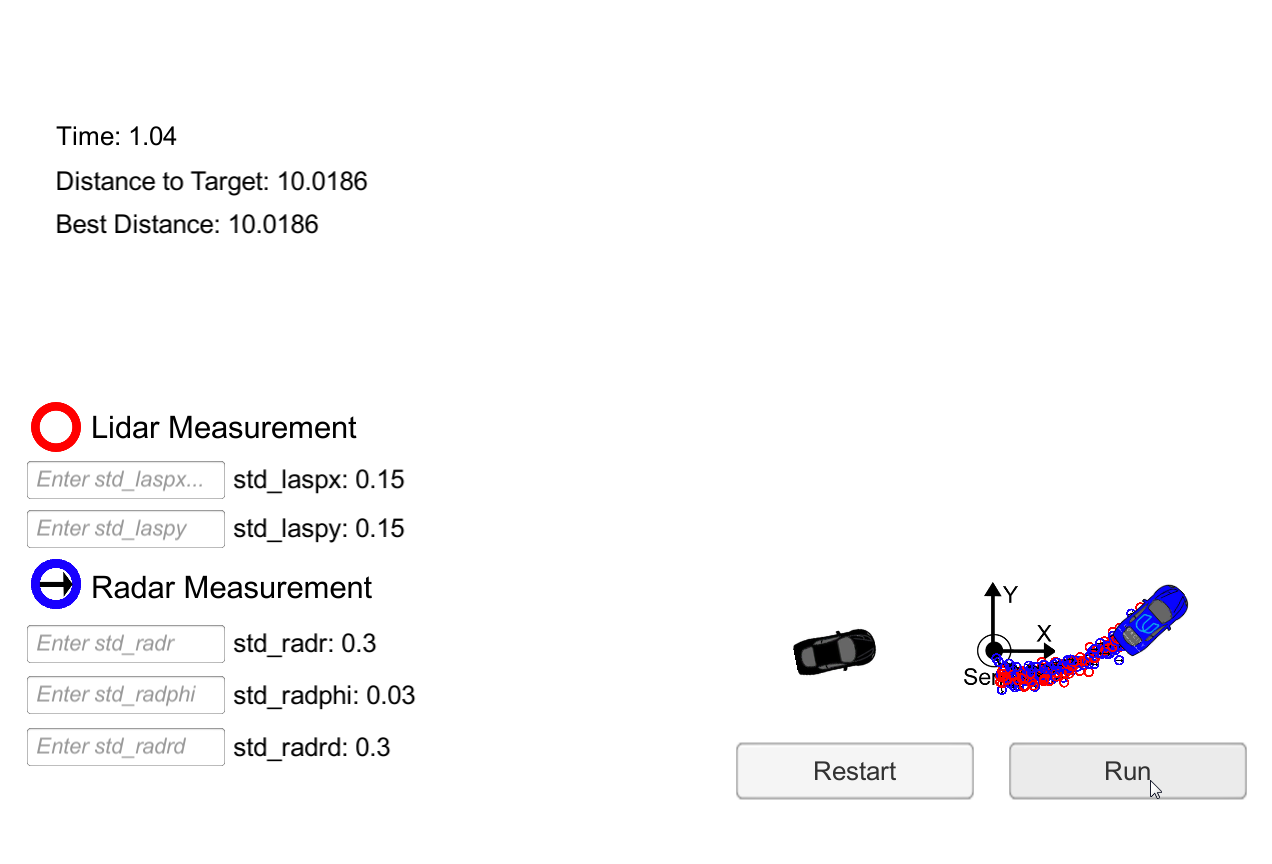 Time: 1.04
Distance to Target: 10.0186
Best Distance: 10.0186
Lidar Measurement
Enter std_laspx... std_laspx: 0.15
Enter std_laspy std_laspy: 0.15
Radar Measurement
Enter std_radr std_radr: 0.3
Enter std_radphi std_radphi: 0.03
Enter std_radrd std_radrd: 0.3
Y
X
Restart
Run